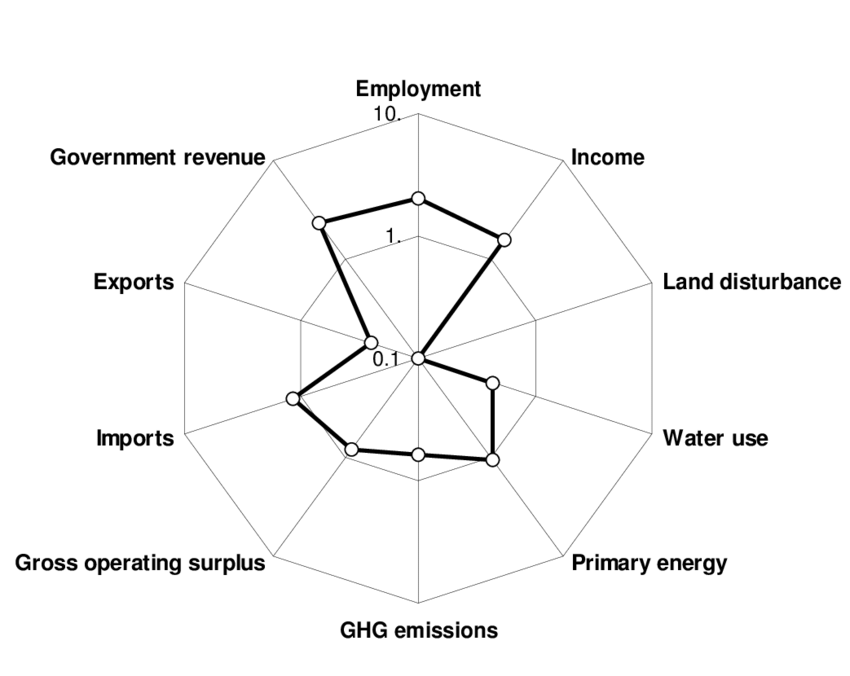 Employment
10.
Government revenue
Income
1.
Exports
Land disturbance
0.1
Imports
Water use
Gross operating surplus
Primary energy
GHG emissions